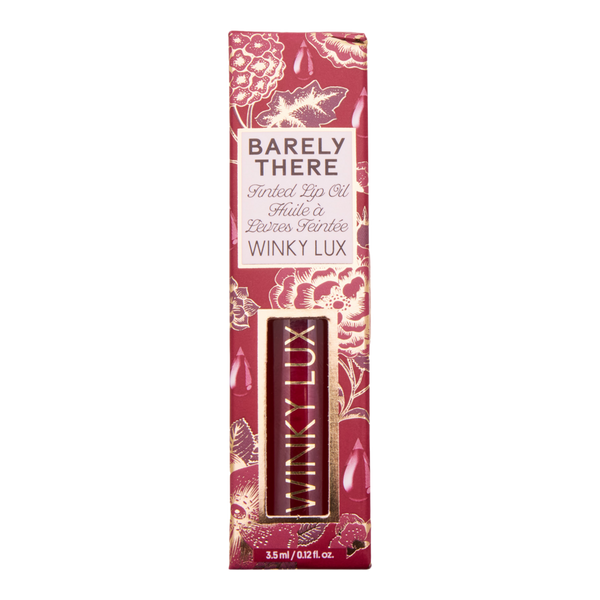 BARELY
THERE
Tinted Lip Oil
Huile à
Lèvres Teintée
WINKY LUX
WINKY LUX
3.5 ml / 0.12 fl. oz.